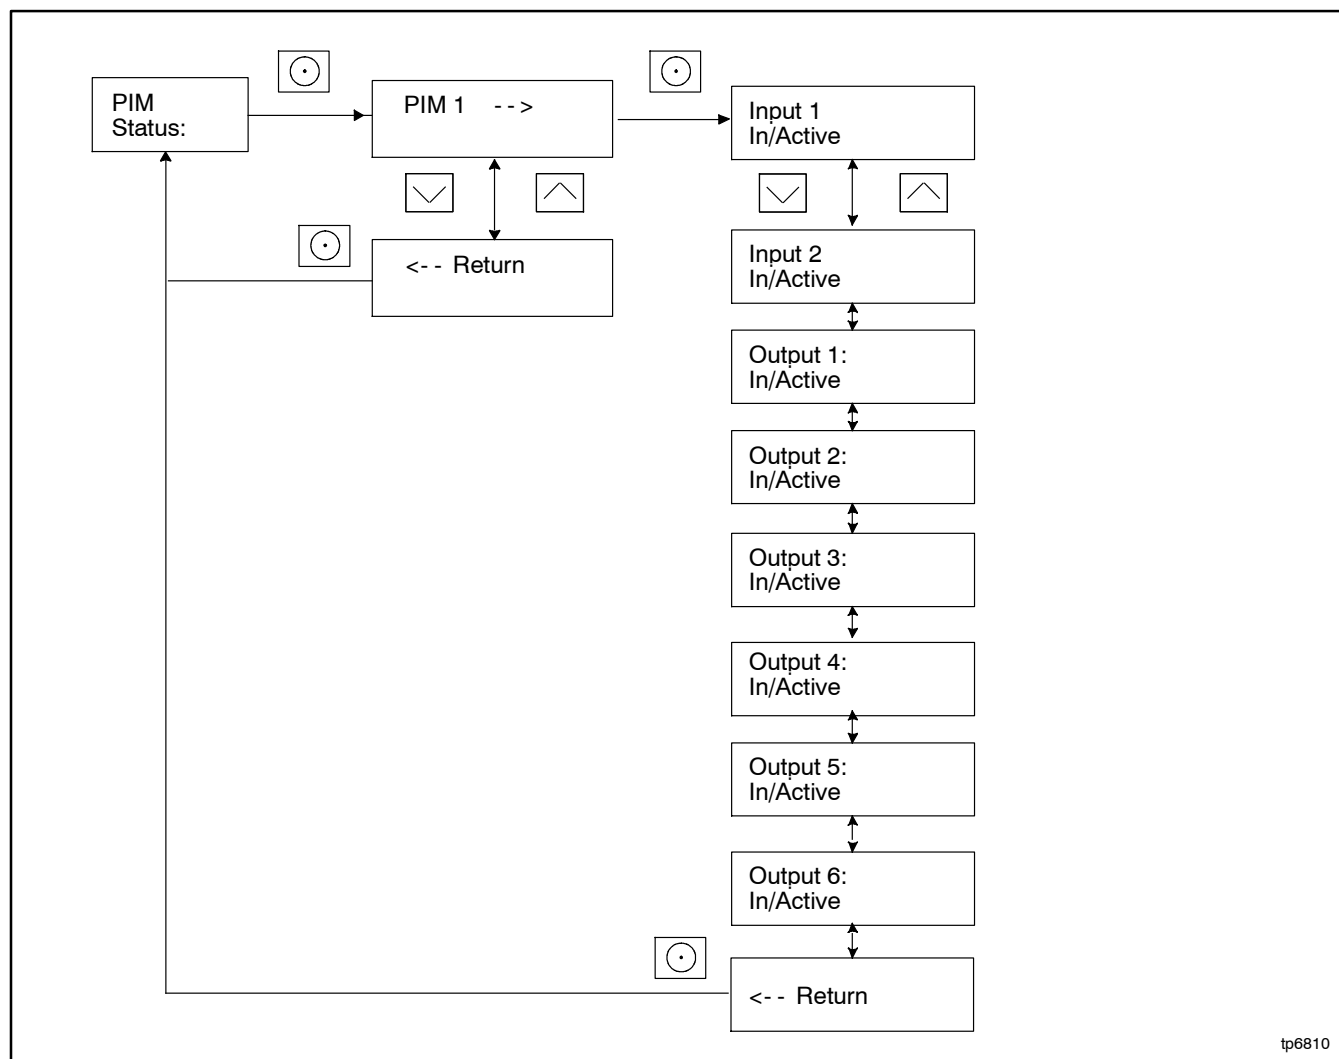 PIM
Status:
PIM 1 - - >
<- - Return
Input 1
In/Active
Input 2
In/Active
Output 1:
In/Active
Output 2:
In/Active
Output 3:
In/Active
Output 4:
In/Active
Output 5:
In/Active
Output 6:
In/Active
<- - Return
tp6810